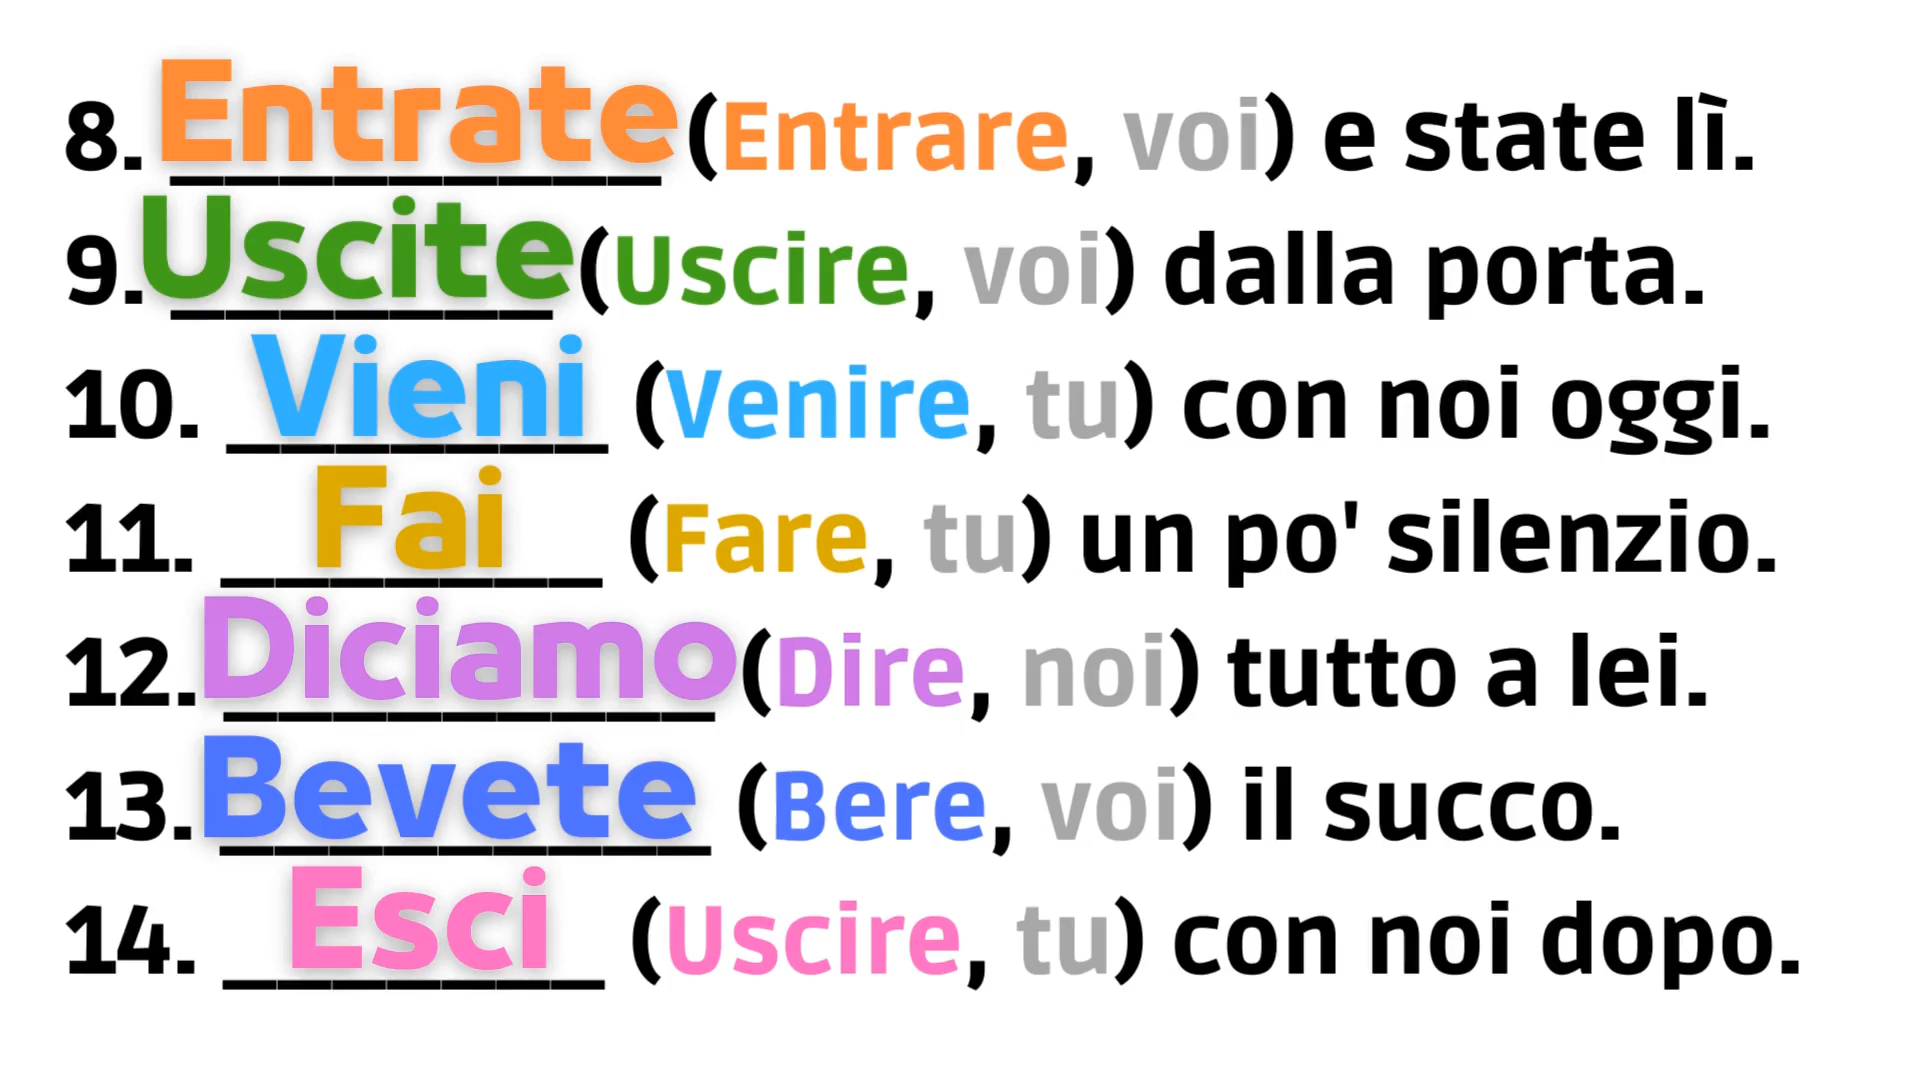 8. Entrate (Entrare, voi) e state lì.
9. Uscite (Uscire, voi) dalla porta.
10. Vieni (Venire, tu) con noi oggi.
11. Fai (Fare, tu) un po' silenzio.
12. Diciamo (Dire, noi) tutto a lei.
13. Bevete (Bere, voi) il succo.
14. Esci (Uscire, tu) con noi dopo.